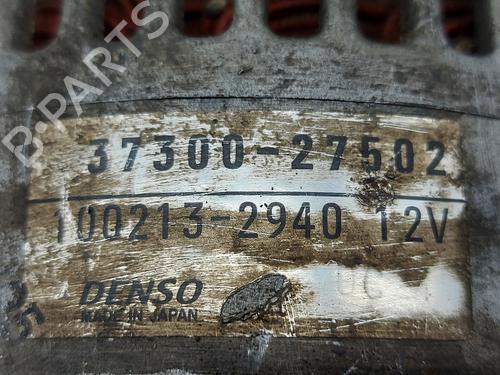 B-PARTS
37300-27502
100213-2940 12V
DENSO
MADE IN JAPAN